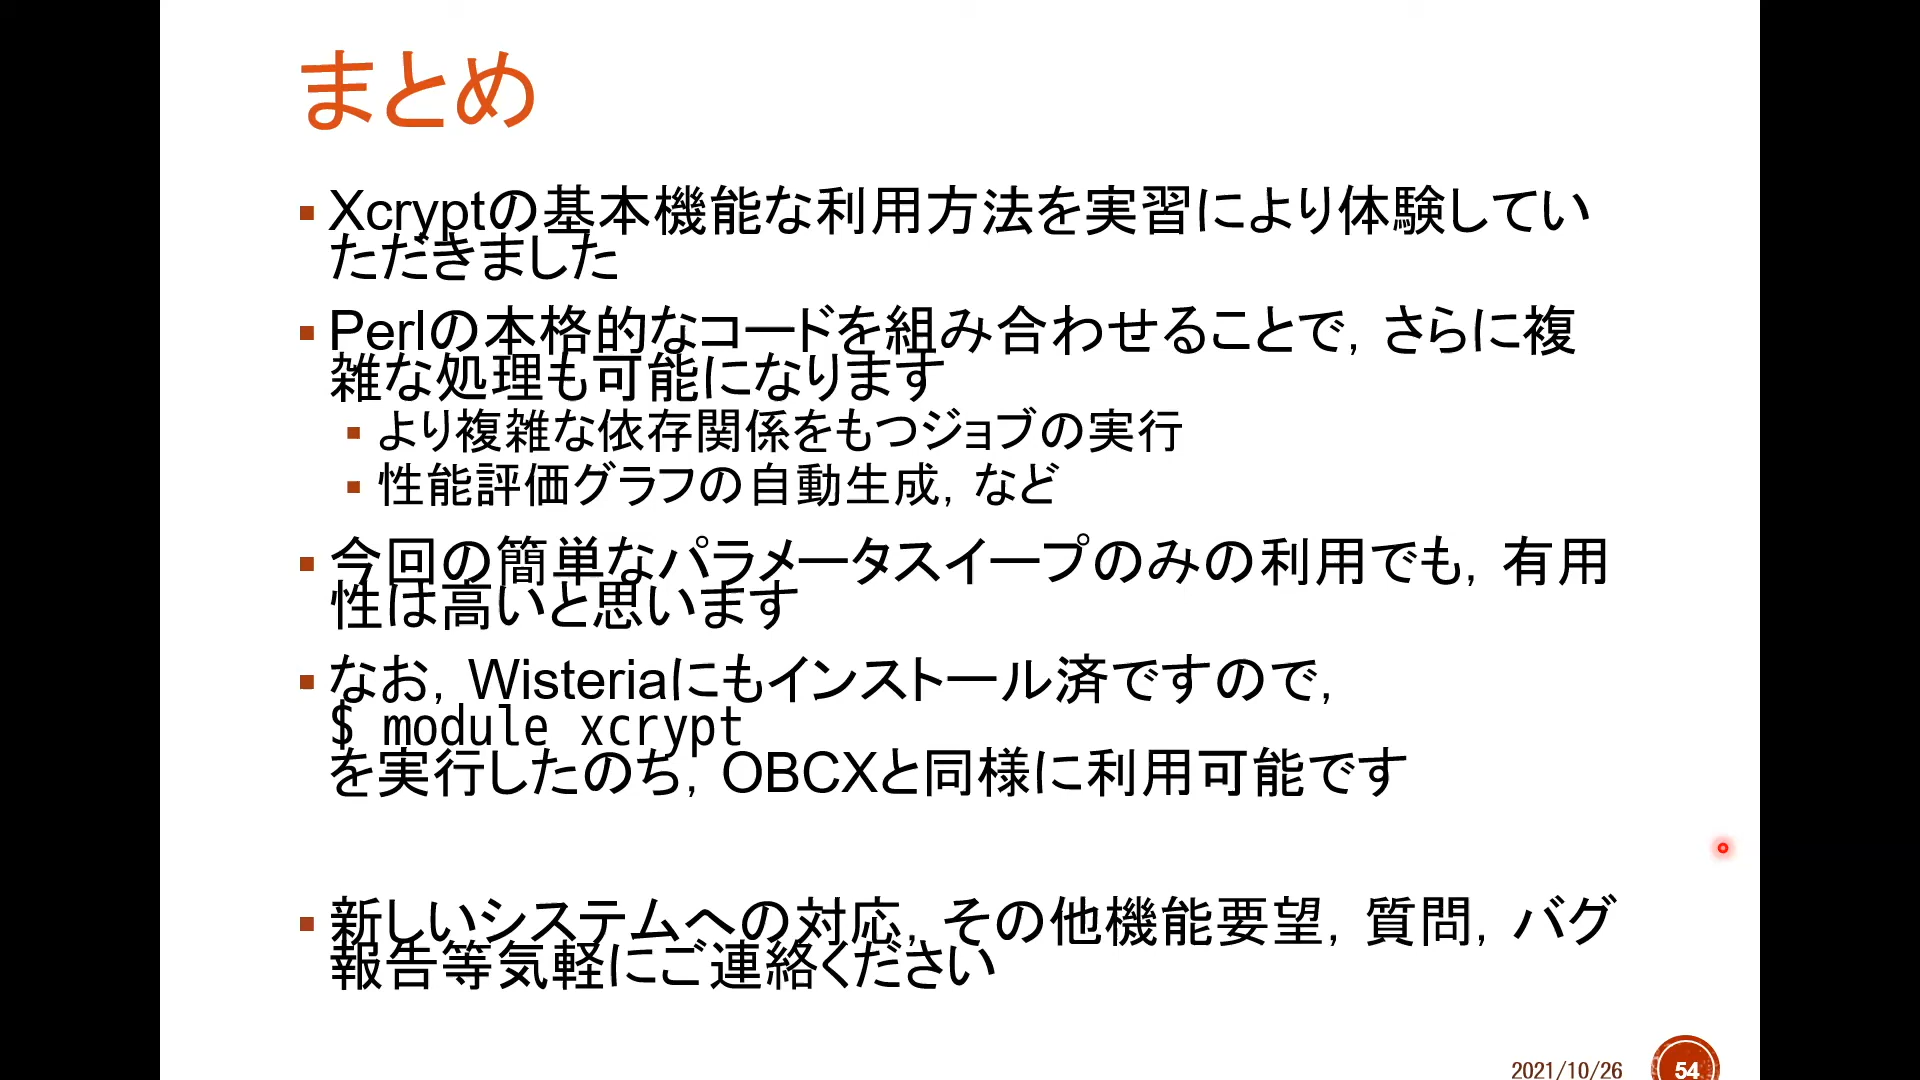 まとめ
Xcryptの基本機能な利用方法を実習により体験してい
ただきました
Perlの本格的なコードを組み合わせることで，さらに複
雑な処理も可能になります
より複雑な依存関係をもつジョブの実行
性能評価グラフの自動生成，など
今回の簡単なパラメータスイープのみの利用でも，有用
性は高いと思います
なお，Wisteriaにもインストール済ですので，
$ module xcrypt
を実行したのち，OBCXと同様に利用可能です
新しいシステムへの対応，その他機能要望，質問，バグ
報告等気軽にご連絡ください
2021/10/26
54